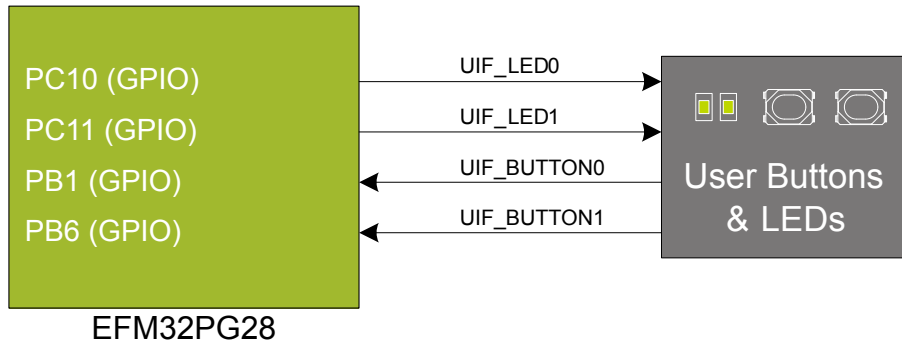 PC10 (GPIO)
PC11 (GPIO)
PB1 (GPIO)
PB6 (GPIO)
UIF_LED0
UIF_LED1
UIF_BUTTON0
UIF_BUTTON1
User Buttons
& LEDs
EFM32PG28